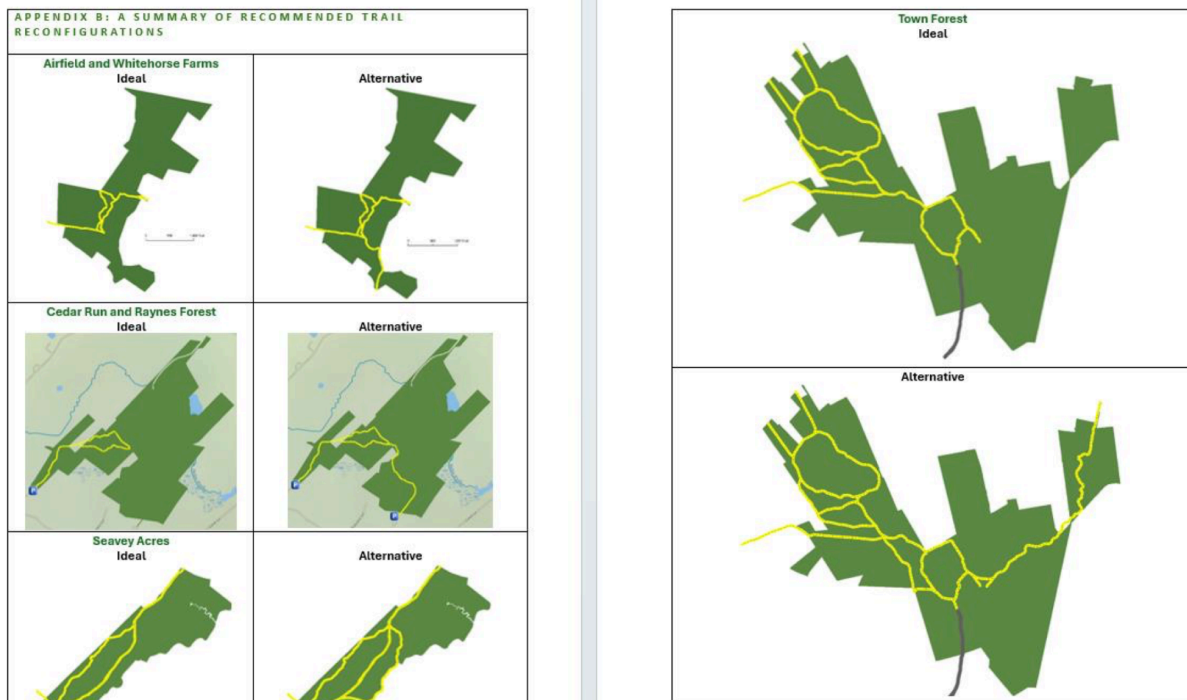 APPENDIX B: A SUMMARY OF RECOMMENDED TRAIL
RECONFIGURATIONS
Airfield and Whitehorse Farms
Ideal
Alternative
Cedar Run and Raynes Forest
Ideal
Alternative
P
P
P
Seavey Acres
Ideal
Alternative
Town Forest
Ideal
Alternative